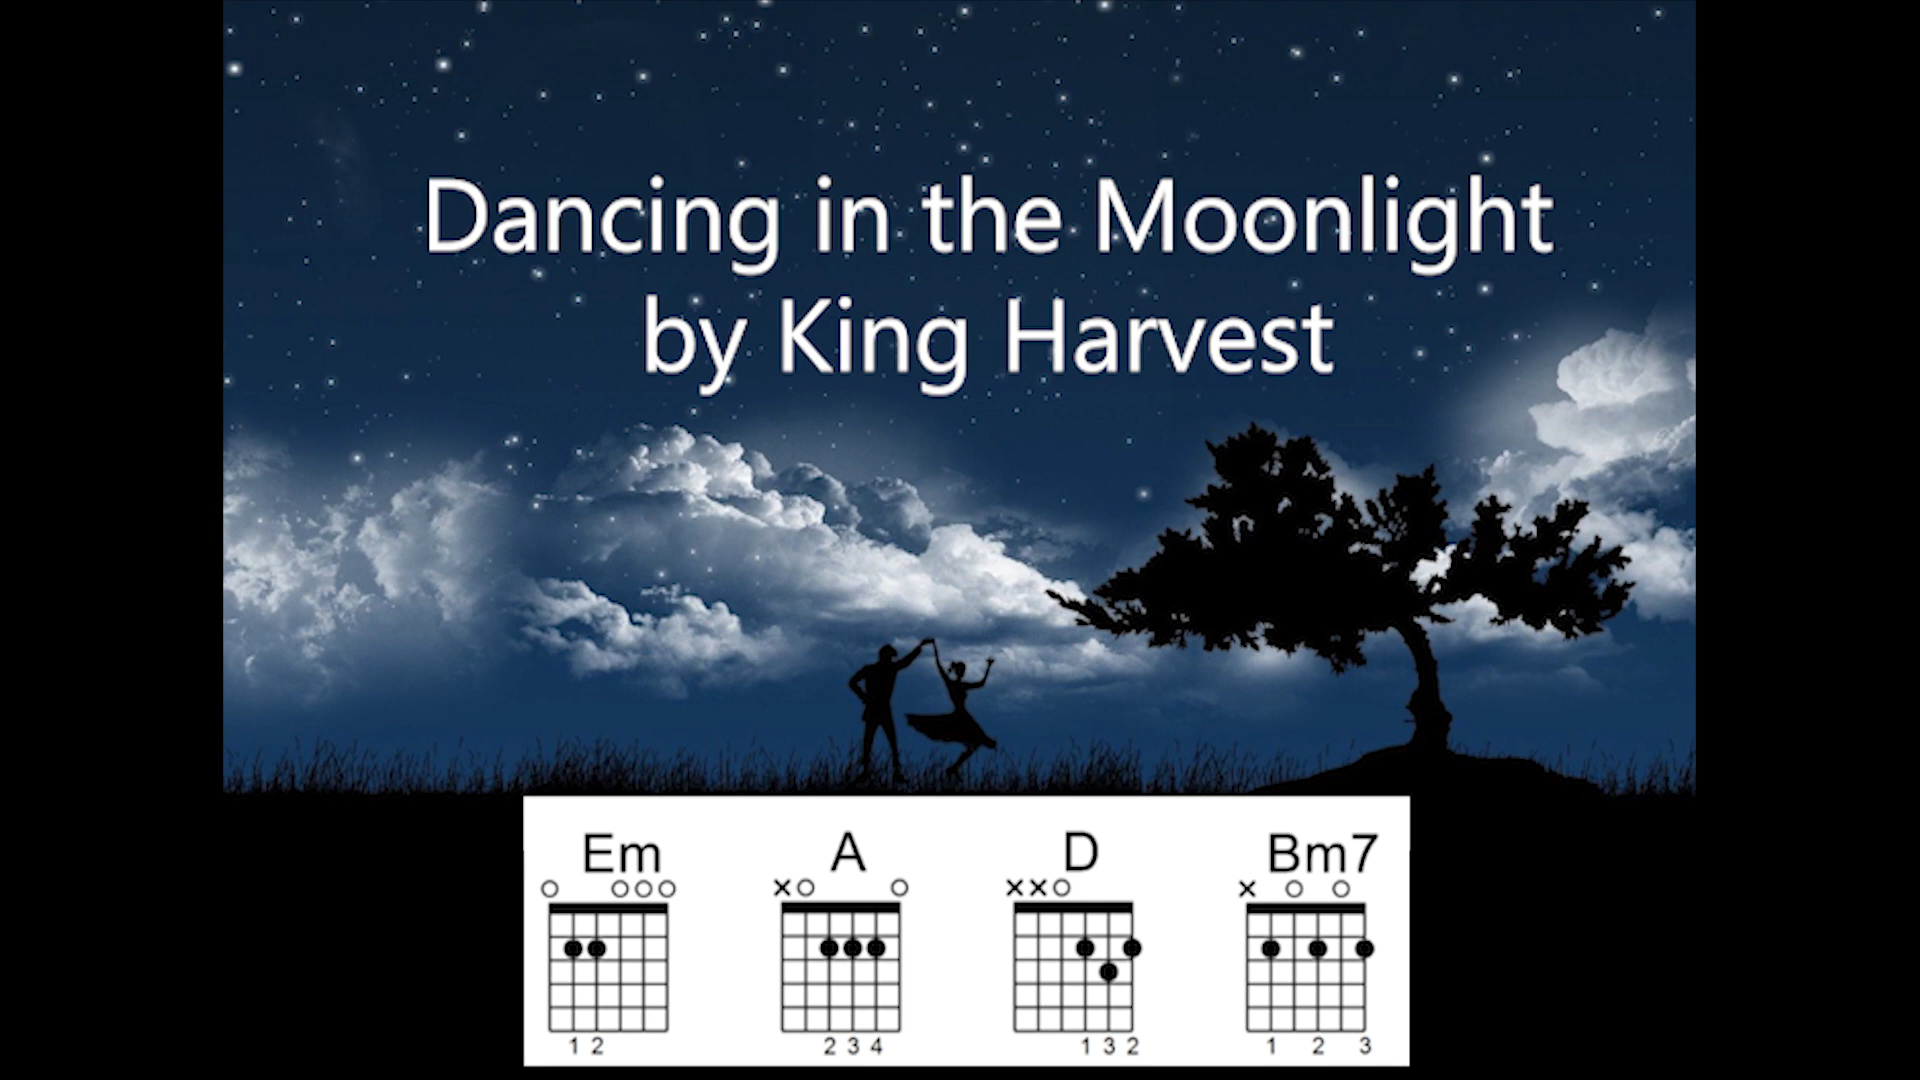 Dancing in the Moonlight
by King Harvest
Em A D Bm7
x x x x
1 2 2 3 4 1 3 2 1 2 3